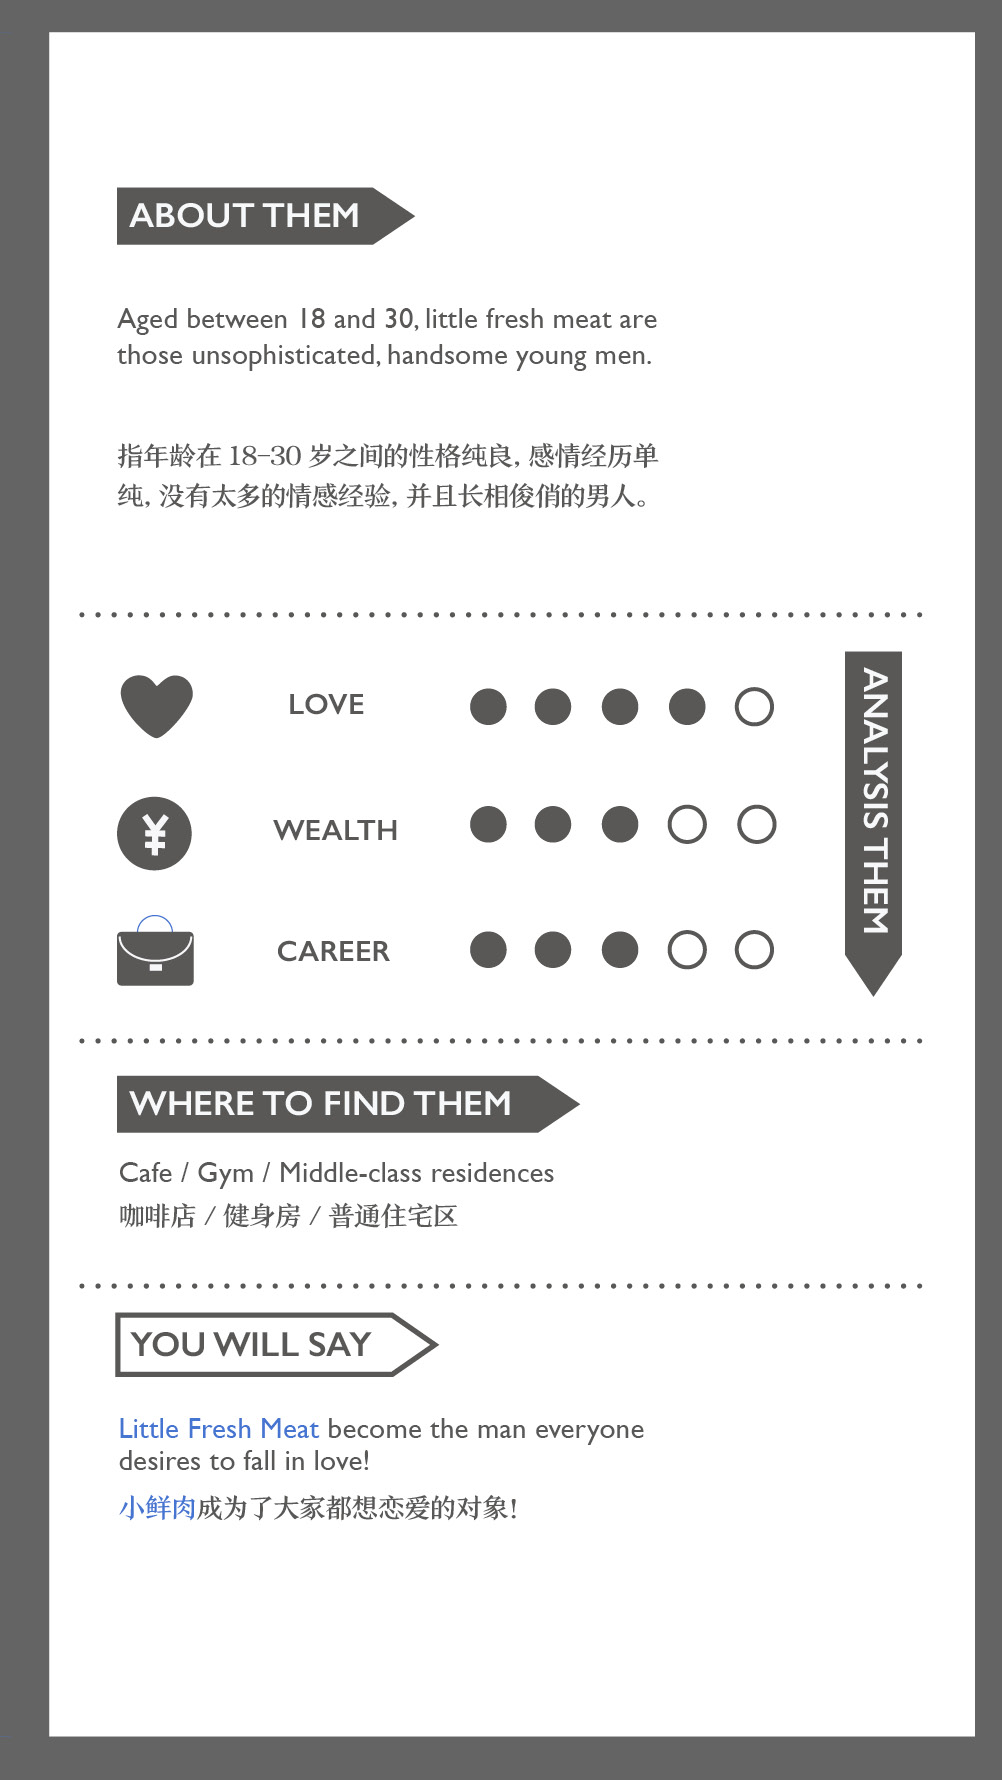 ABOUT THEM
Aged between 18 and 30, little fresh meat are
those unsophisticated, handsome young men.
指年龄在 18-30 岁之间的性格纯良, 感情经历单
纯, 没有太多的情感经验, 并且长相俊俏的男人。
LOVE
¥
WEALTH
CAREER
ANALYSIS THEM
WHERE TO FIND THEM
Cafe / Gym / Middle-class residences
咖啡店 / 健身房 / 普通住宅区
YOU WILL SAY
Little Fresh Meat become the man everyone
desires to fall in love!
小鲜肉成为了大家都想恋爱的对象!